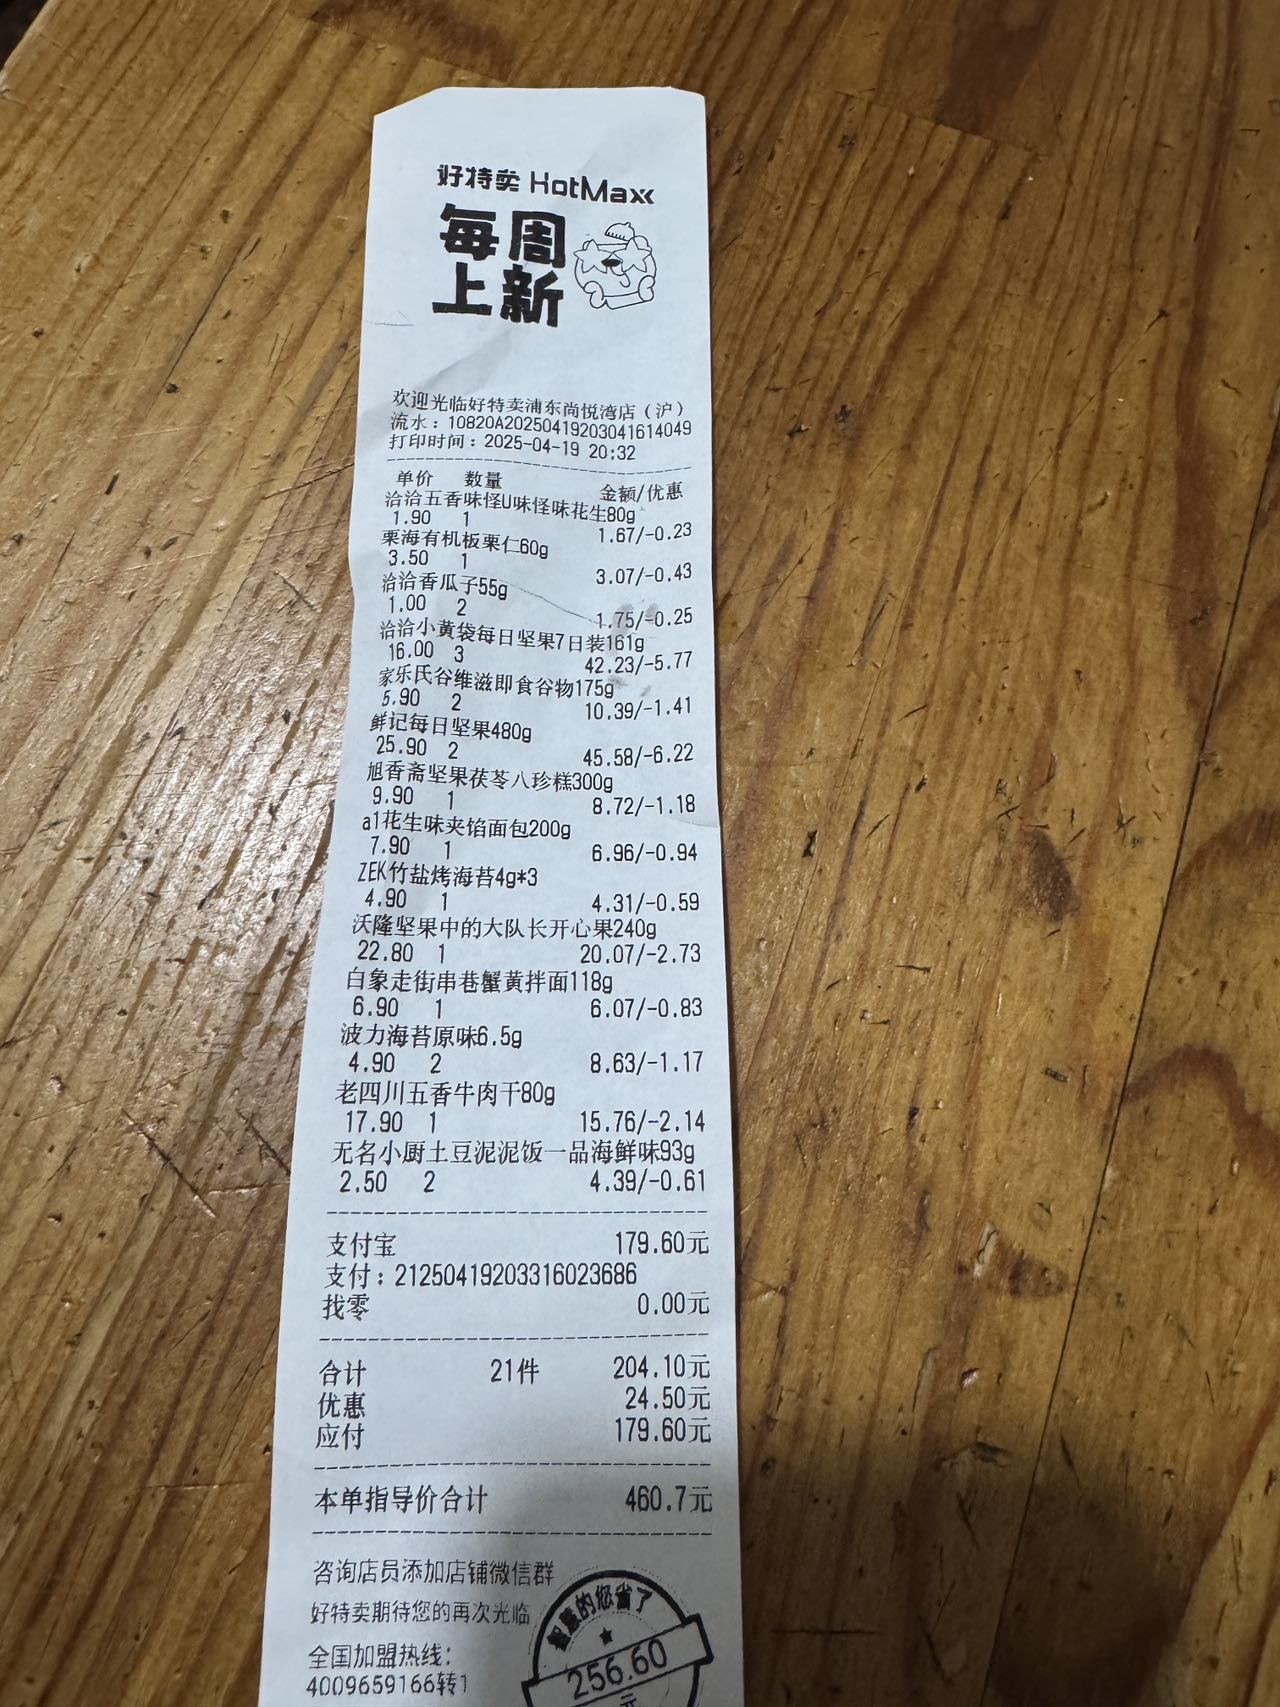 好特卖 HotMaxx
每周
上新
欢迎光临好特卖浦东尚悦湾店（沪）
流水：10820A20250419203041614049
打印时间：2025-04-19 20:32
单价 数量 金额/优惠
洽洽五香味怪U味怪味花生80g
1.90 1 1.67/-0.23
栗海有机板栗仁60g
3.50 1 3.07/-0.43
洽洽香瓜子55g
1.00 2 1.75/-0.25
洽洽小黄袋每日坚果7日装161g
16.00 3 42.23/-5.77
家乐氏谷维滋即食谷物175g
5.90 2 10.39/-1.41
鲜记每日坚果480g
25.90 2 45.58/-6.22
旭香斋坚果茯苓八珍糕300g
9.90 1 8.72/-1.18
a1花生味夹馅面包200g
7.90 1 6.96/-0.94
ZEK竹盐烤海苔4g*3
4.90 1 4.31/-0.59
沃隆坚果中的大队长开心果240g
22.80 1 20.07/-2.73
白象走街串巷蟹黄拌面118g
6.90 1 6.07/-0.83
波力海苔原味6.5g
4.90 2 8.63/-1.17
老四川五香牛肉干80g
17.90 1 15.76/-2.14
无名小厨土豆泥泥饭一品海鲜味93g
2.50 2 4.39/-0.61
支付宝 179.60元
支付：21250419203316023686
找零 0.00元
合计 21件 204.10元
优惠 24.50元
应付 179.60元
本单指导价合计 460.7元
咨询店员添加店铺微信群
好特卖期待您的再次光临
全国加盟热线：
4009659166转1
的您省了
256.60
元